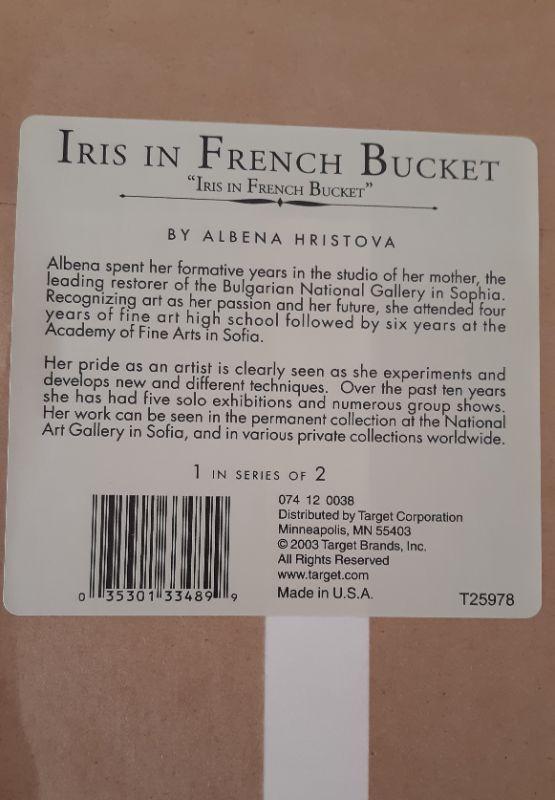 IRIS IN FRENCH BUCKET
"IRIS IN FRENCH BUCKET"
BY ALBENA HRISTOVA
Albena spent her formative years in the studio of her mother, the
leading restorer of the Bulgarian National Gallery in Sophia.
Recognizing art as her passion and her future, she attended four
years of fine art high school followed by six years at the
Academy of Fine Arts in Sofia.
Her pride as an artist is clearly seen as she experiments and
develops new and different techniques. Over the past ten years
she has had five solo exhibitions and numerous group shows.
Her work can be seen in the permanent collection at the National
Art Gallery in Sofia, and in various private collections worldwide.
1 IN SERIES OF 2
074 12 0038
Distributed by Target Corporation
Minneapolis, MN 55403
© 2003 Target Brands, Inc.
All Rights Reserved
www.target.com
Made in U.S.A.
0 35301 33489 9
T25978